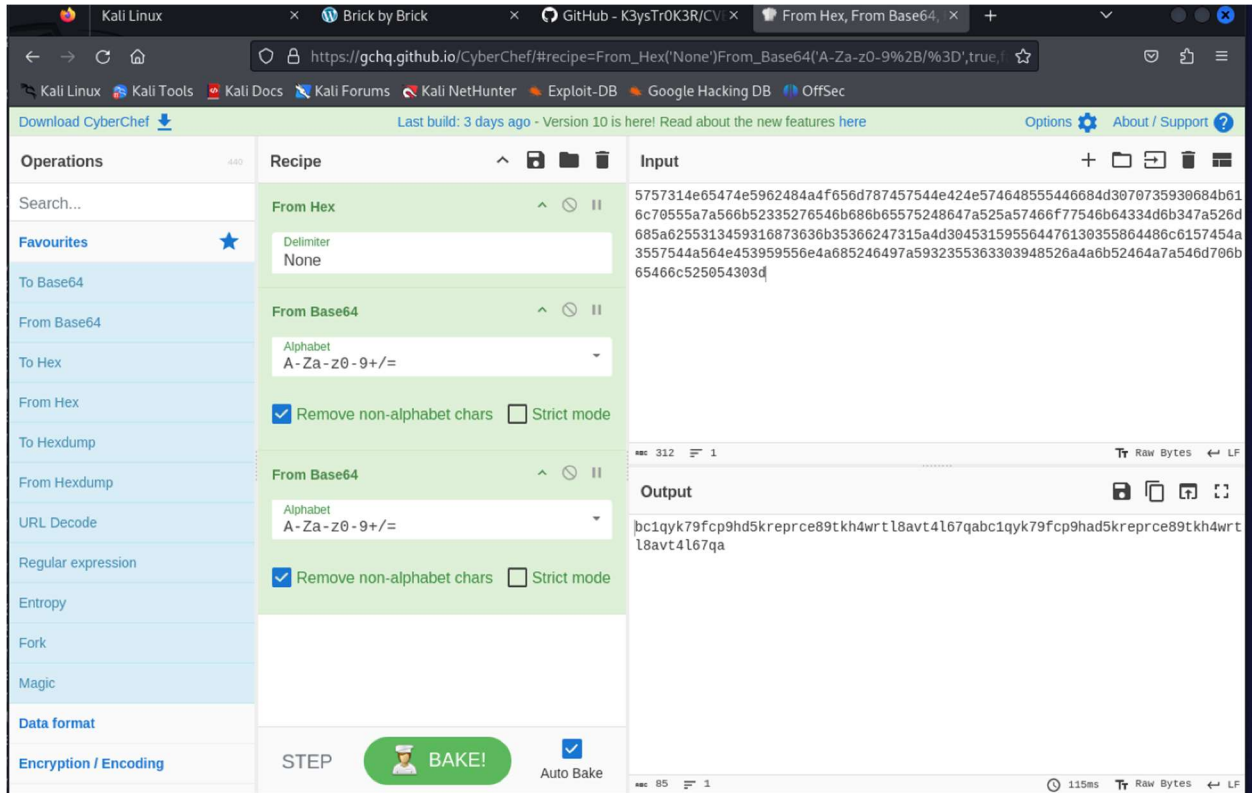 Kali Linux × Brick by Brick × GitHub - K3ysTr0K3R/CVE × From Hex, From Base64, × +
https://gchq.github.io/CyberChef/#recipe=From_Hex('None')From_Base64('A-Za-z0-9%2B/%3D',true,f
Kali Linux Kali Tools Kali Docs Kali Forums Kali NetHunter Exploit-DB Google Hacking DB OffSec
Download CyberChef Last build: 3 days ago - Version 10 is here! Read about the new features here Options About / Support
Operations 440
Search...
Favourites
To Base64
From Base64
To Hex
From Hex
To Hexdump
From Hexdump
URL Decode
Regular expression
Entropy
Fork
Magic
Data format
Encryption / Encoding
Recipe
From Hex
Delimiter
None
From Base64
Alphabet
A-Za-z0-9+/=
Remove non-alphabet chars Strict mode
From Base64
Alphabet
A-Za-z0-9+/=
Remove non-alphabet chars Strict mode
STEP BAKE! Auto Bake
Input
5757314e65474e5962484a4f656d787457544e424e574648555446684d3070735930684b61
6c70555a7a566b52335276546b686b65575248647a525a57466f77546b64334d6b347a526d
685a6255313459316873636b35366247315a4d304531595564476130355864486c6157454a
3557544a564e453959556e4a685246497a5932355363303948526a4a6b52464a7a546d706b
65466c525054303d
ABC 312 1 Raw Bytes LF
Output
bc1qyk79fcp9hd5kreprce89tkh4wrtl8avt4l67qabc1qyk79fcp9had5kreprce89tkh4wrt
l8avt4l67qa
ABC 85 1 115ms Raw Bytes LF